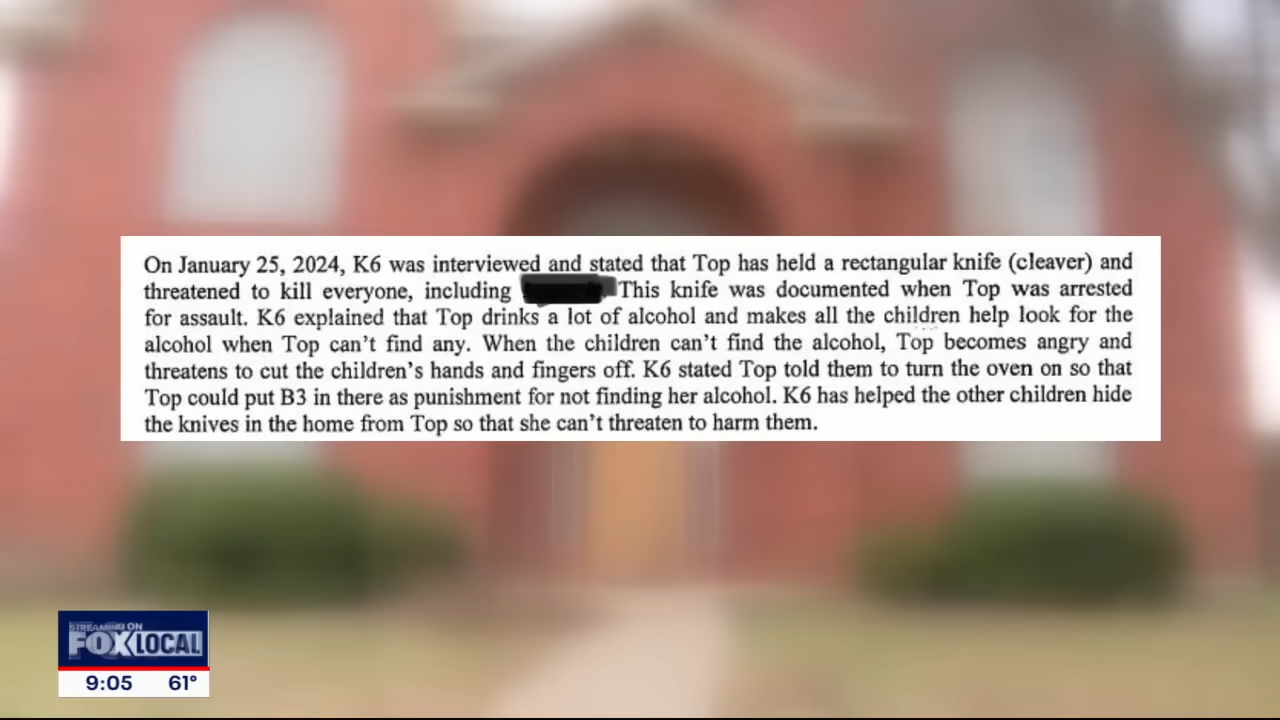 On January 25, 2024, K6 was interviewed and stated that Top has held a rectangular knife (cleaver) and
threatened to kill everyone, including This knife was documented when Top was arrested
for assault. K6 explained that Top drinks a lot of alcohol and makes all the children help look for the
alcohol when Top can't find any. When the children can't find the alcohol, Top becomes angry and
threatens to cut the children's hands and fingers off. K6 stated Top told them to turn the oven on so that
Top could put B3 in there as punishment for not finding her alcohol. K6 has helped the other children hide
the knives in the home from Top so that she can't threaten to harm them.
STREAMING ON
FOX LOCAL
9:05 61°